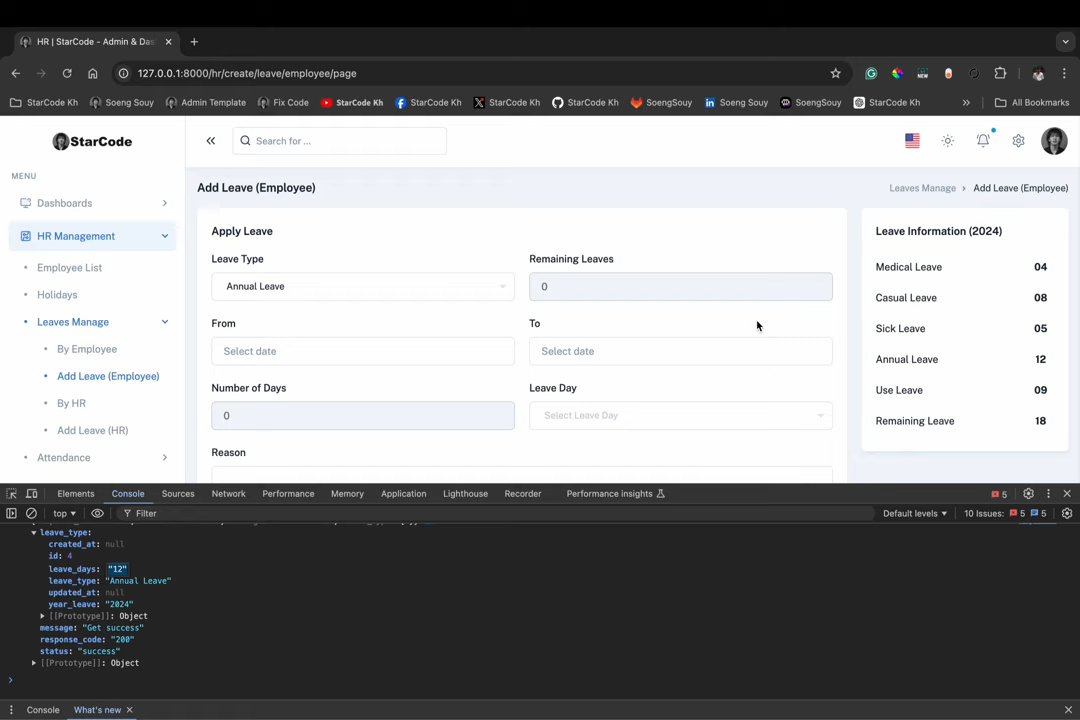 HR | StarCode - Admin & Das
127.0.0.1:8000/hr/create/leave/employee/page
NEW
StarCode Kh
Soeng Souy
Admin Template
Fix Code
StarCode Kh
StarCode Kh
StarCode Kh
StarCode Kh
SoengSouy
Soeng Souy
SoengSouy
StarCode Kh
All Bookmarks
StarCode
Search for ...
MENU
Dashboards
HR Management
Employee List
Holidays
Leaves Manage
By Employee
Add Leave (Employee)
By HR
Add Leave (HR)
Attendance
Add Leave (Employee)
Leaves Manage
Add Leave (Employee)
Apply Leave
Leave Type
Remaining Leaves
Annual Leave
0
From
To
Select date
Select date
Number of Days
Leave Day
0
Select Leave Day
Reason
Leave Information (2024)
Medical Leave 04
Casual Leave 08
Sick Leave 05
Annual Leave 12
Use Leave 09
Remaining Leave 18
Elements
Console
Sources
Network
Performance
Memory
Application
Lighthouse
Recorder
Performance insights
5
top
Filter
Default levels
10 Issues: 5 5
leave_type:
created_at: null
id: 4
leave_days: "12"
leave_type: "Annual Leave"
updated_at: null
year_leave: "2024"
[[Prototype]]: Object
message: "Get success"
response_code: "200"
status: "success"
[[Prototype]]: Object
Console
What's new